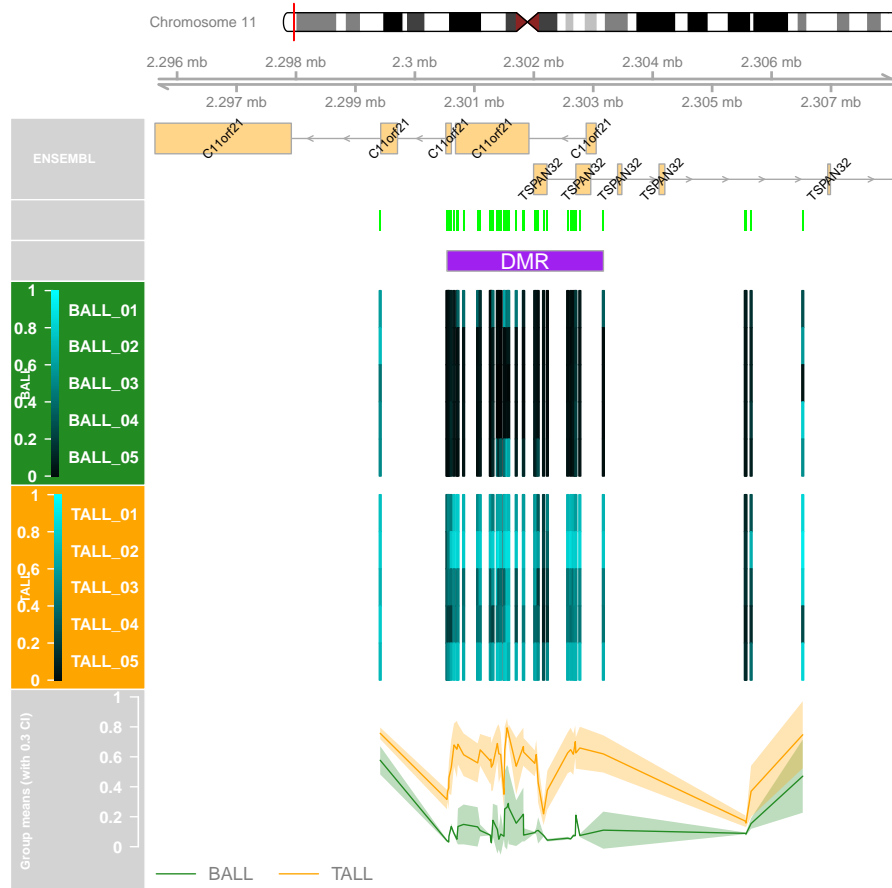 Chromosome 11
2.296 mb 2.298 mb 2.3 mb 2.302 mb 2.304 mb 2.306 mb
2.297 mb 2.299 mb 2.301 mb 2.303 mb 2.305 mb 2.307 mb
ENSEMBL
C11orf21 C11orf21 C11orf21 C11orf21 C11orf21
TSPAN32 TSPAN32 TSPAN32 TSPAN32 TSPAN32
DMR
BALL
1
0.8
0.6
0.4
0.2
0
BALL_01
BALL_02
BALL_03
BALL_04
BALL_05
TALL
1
0.8
0.6
0.4
0.2
0
TALL_01
TALL_02
TALL_03
TALL_04
TALL_05
Group means (with 0.3 CI)
1
0.8
0.6
0.4
0.2
0
BALL TALL